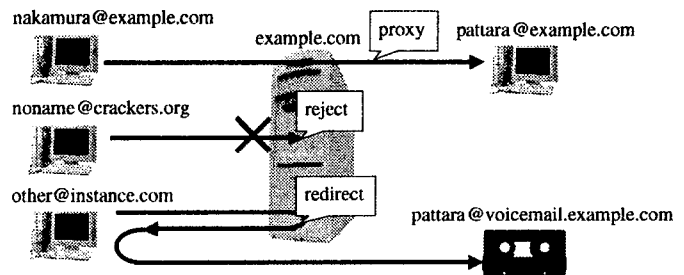 nakamura@example.com
example.com
proxy
pattara@example.com
noname@crackers.org
reject
other@instance.com
redirect
pattara@voicemail.example.com